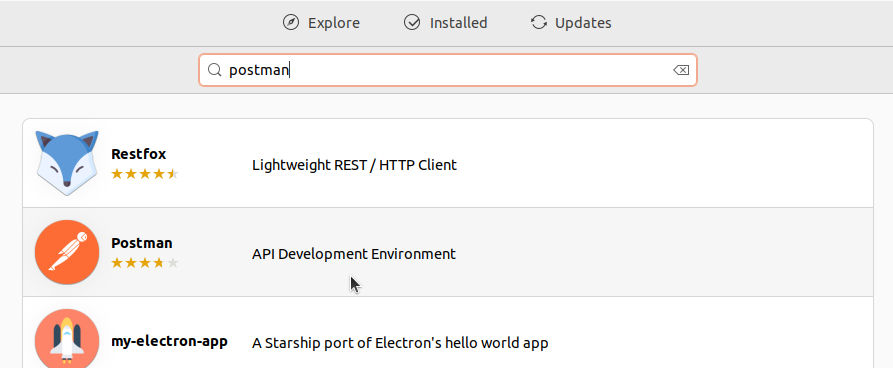 Explore Installed Updates
postman
Restfox
Lightweight REST / HTTP Client
Postman
API Development Environment
my-electron-app
A Starship port of Electron's hello world app